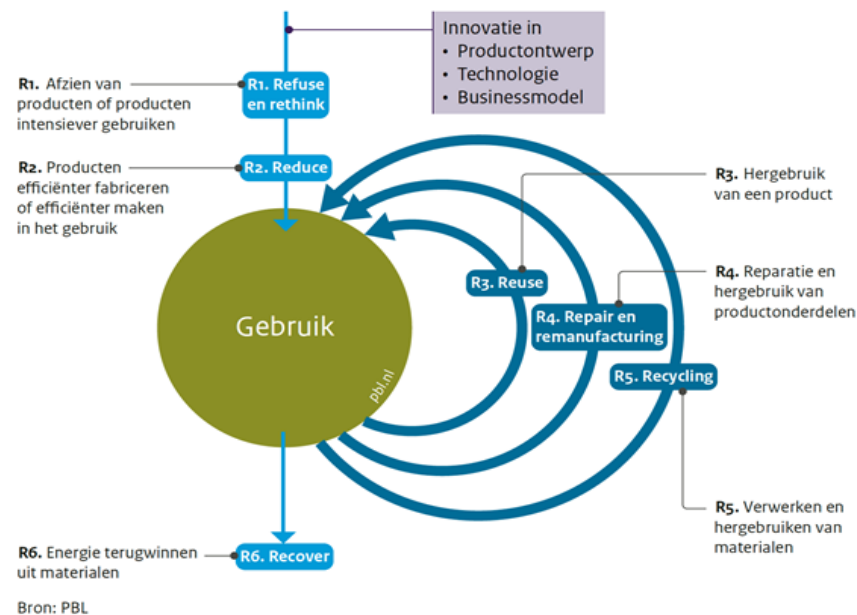 Innovatie in
• Productontwerp
• Technologie
• Businessmodel
R1. Afzien van
producten of producten
intensiever gebruiken
R1. Refuse
en rethink
R2. Producten
efficiënter fabriceren
of efficiënter maken
in het gebruik
R2. Reduce
R3. Hergebruik
van een product
R3. Reuse
R4. Reparatie en
hergebruik van
productonderdelen
R4. Repair en
remanufacturing
Gebruik
pbl.nl
R5. Recycling
R5. Verwerken en
hergebruiken van
materialen
R6. Energie terugwinnen
uit materialen
R6. Recover
Bron: PBL